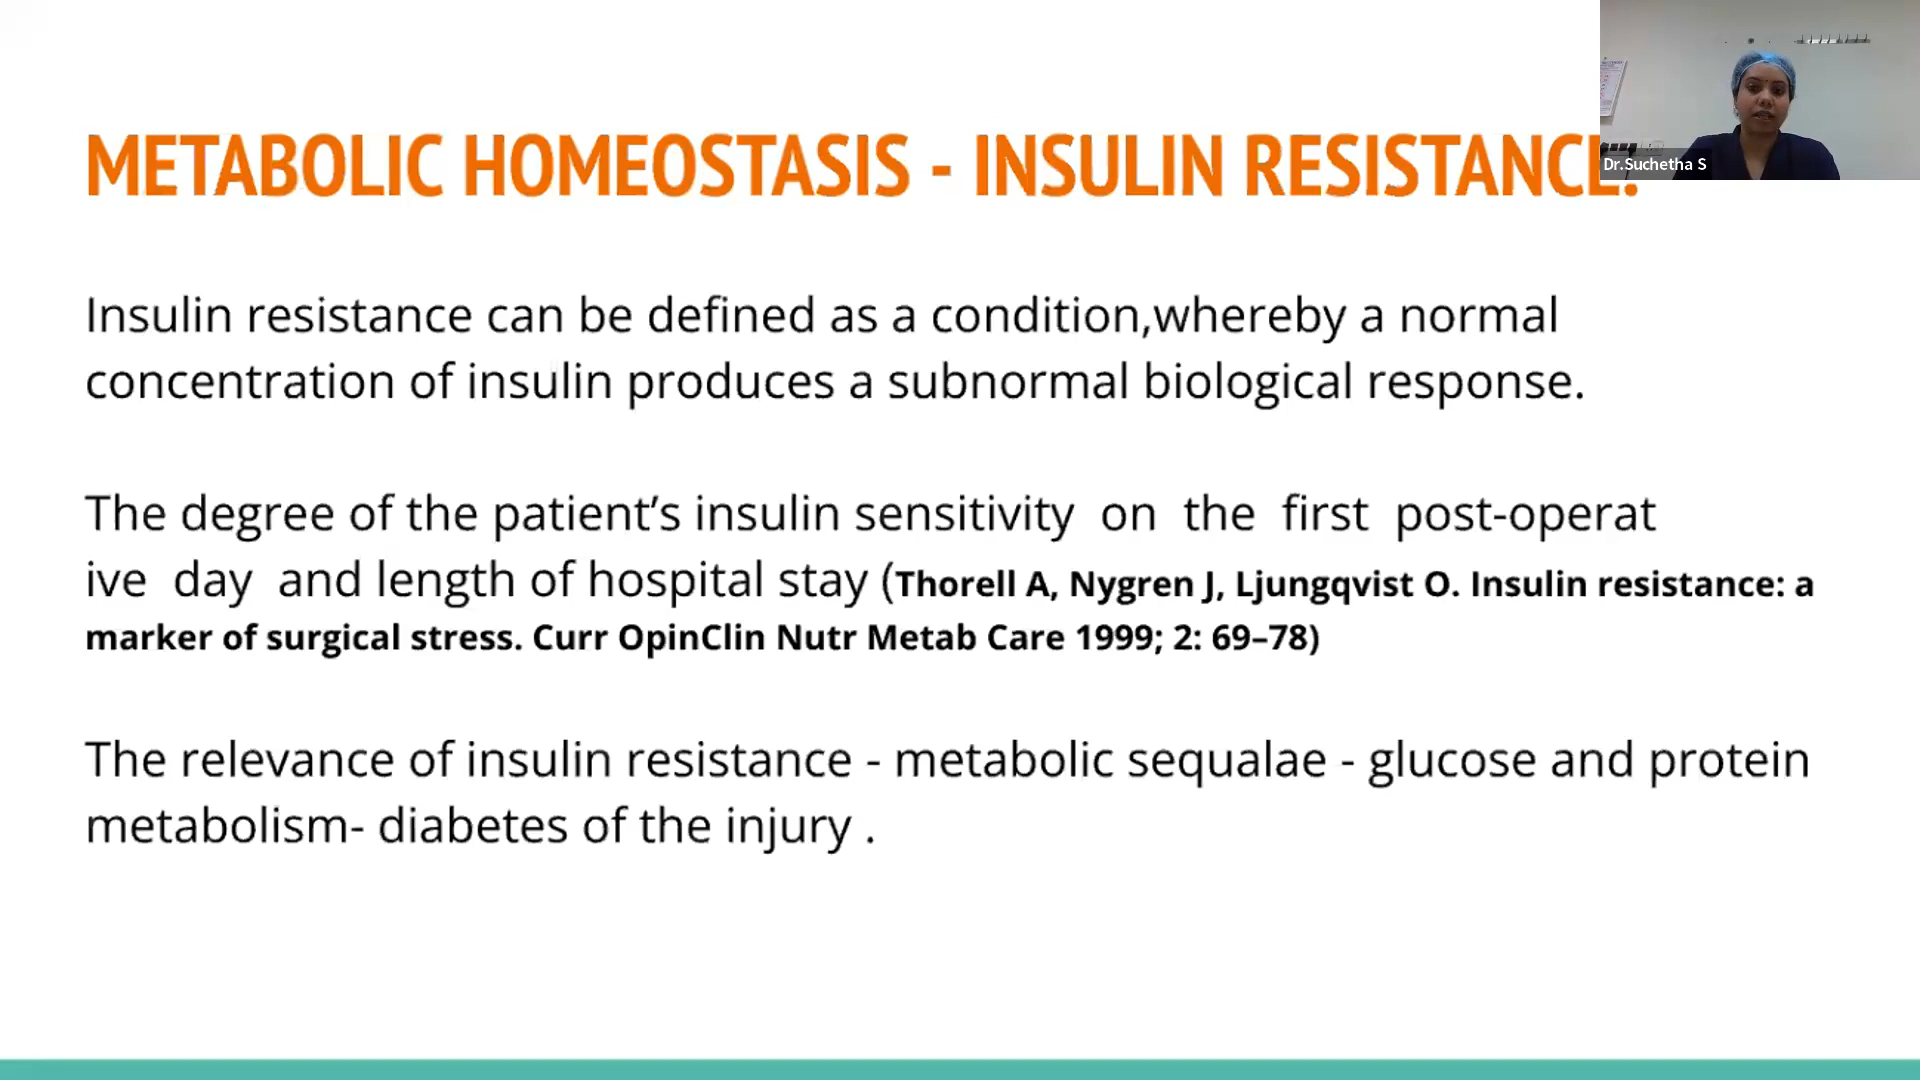 METABOLIC HOMEOSTASIS - INSULIN RESISTANCE.
Dr.Suchetha S
Insulin resistance can be defined as a condition,whereby a normal
concentration of insulin produces a subnormal biological response.
The degree of the patient’s insulin sensitivity on the first post-operat
ive day and length of hospital stay (Thorell A, Nygren J, Ljungqvist O. Insulin resistance: a
marker of surgical stress. Curr OpinClin Nutr Metab Care 1999; 2: 69–78)
The relevance of insulin resistance - metabolic sequalae - glucose and protein
metabolism- diabetes of the injury .